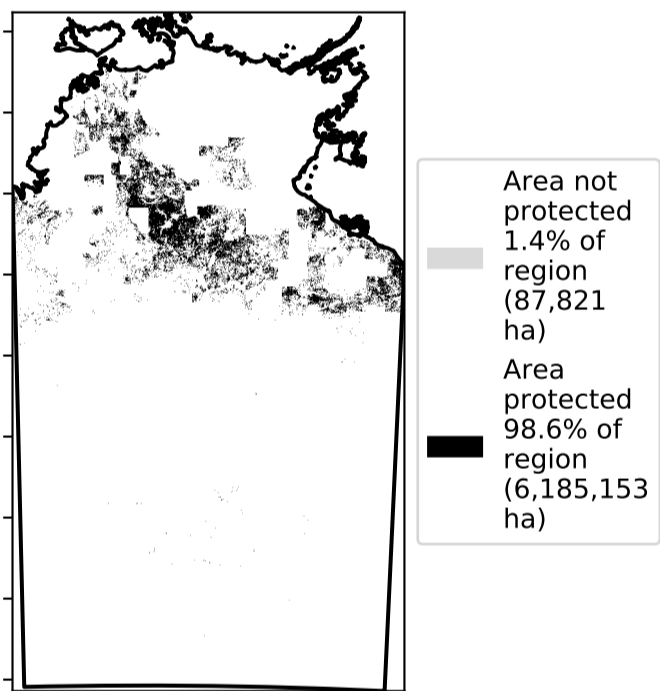 Area not
protected
1.4% of
region
(87,821
ha)
Area
protected
98.6% of
region
(6,185,153
ha)